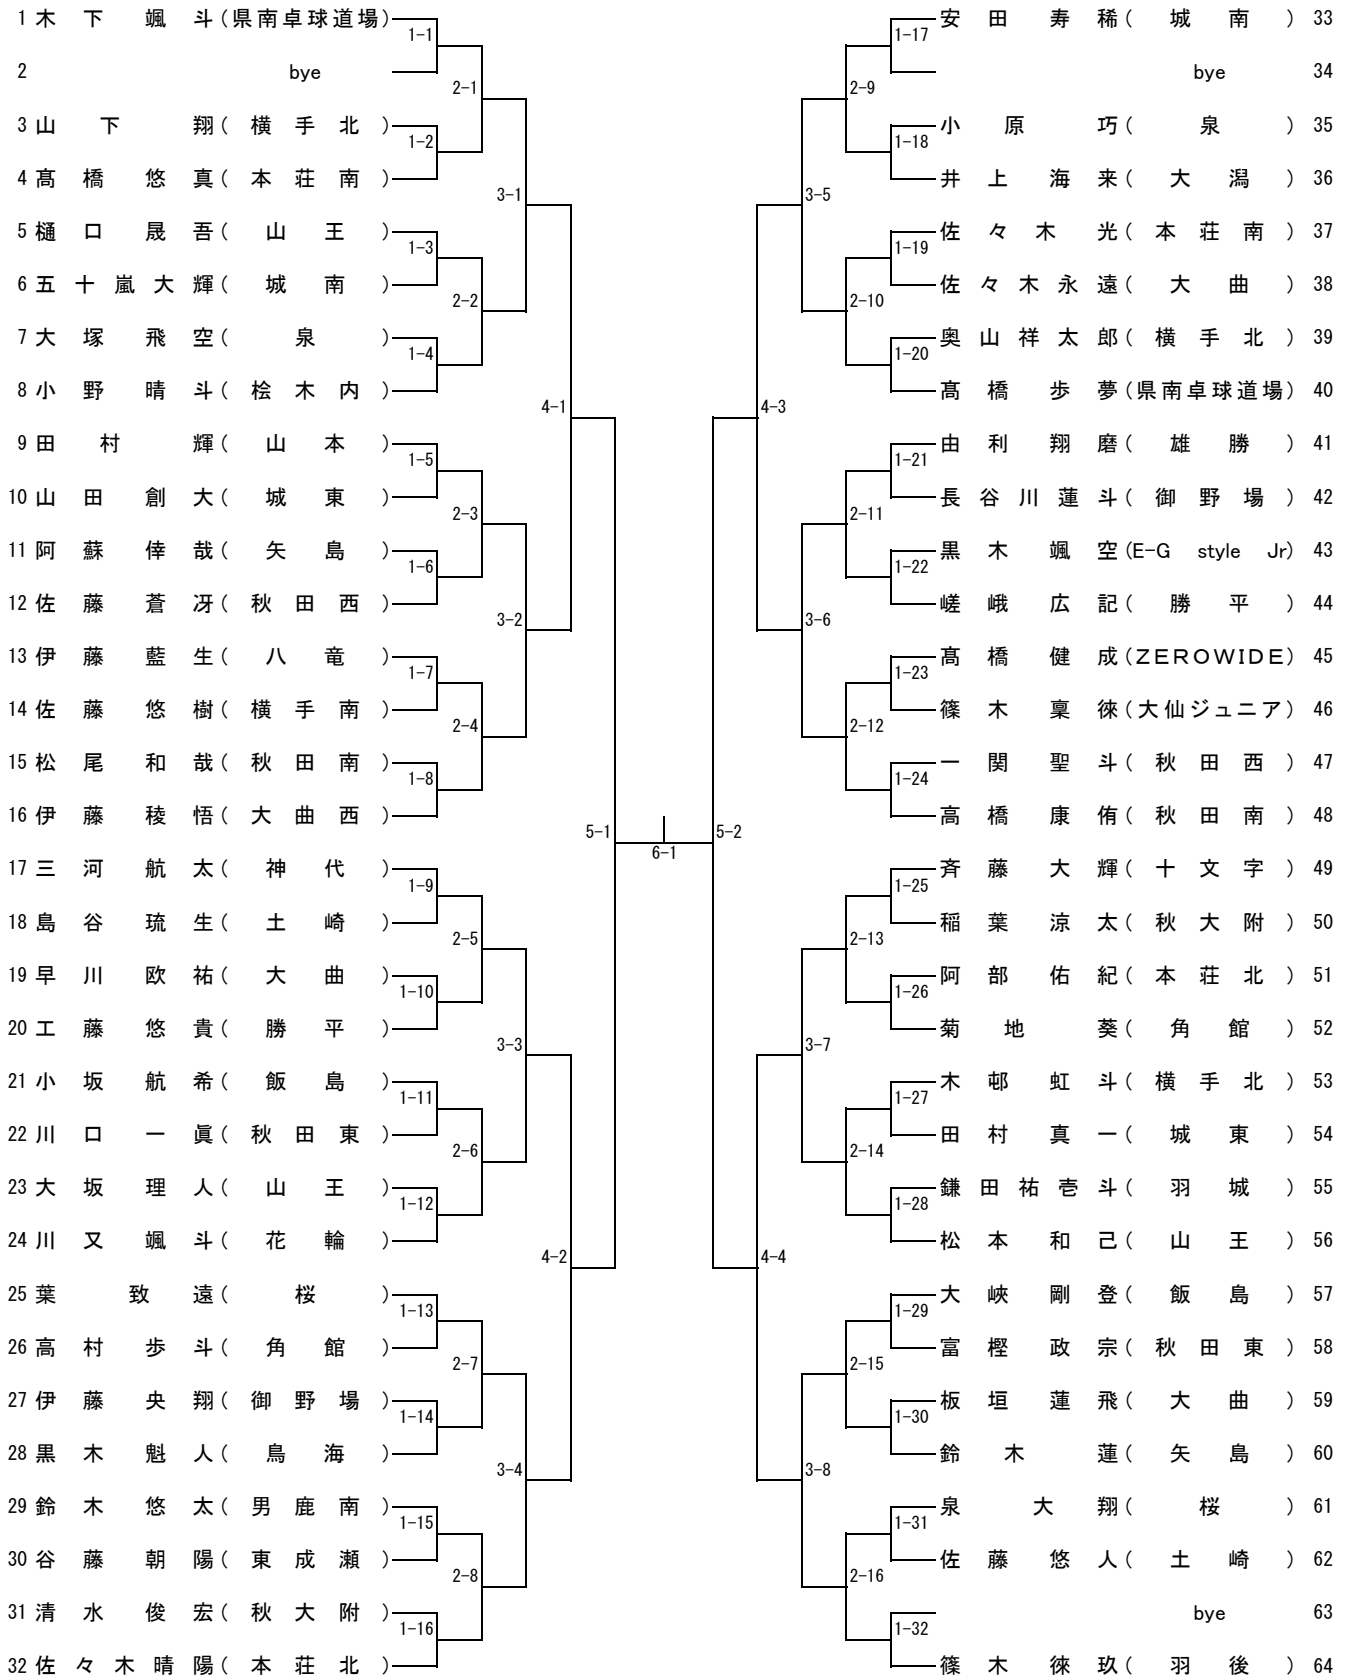 1 木下颯斗(県南卓球道場)
1-1
2 bye
2-1
3 山下翔(横手北)
1-2
4 髙橋悠真(本荘南)
3-1
5 樋口晟吾(山王)
1-3
6 五十嵐大輝(城南)
2-2
7 大塚飛空(泉)
1-4
8 小野晴斗(桧木内)
4-1
9 田村輝(山本)
1-5
10 山田創大(城東)
2-3
11 阿蘇倖哉(矢島)
1-6
12 佐藤蒼冴(秋田西)
3-2
13 伊藤藍生(八竜)
1-7
14 佐藤悠樹(横手南)
2-4
15 松尾和哉(秋田南)
1-8
16 伊藤稜悟(大曲西)
5-1
17 三河航太(神代)
1-9
18 島谷琉生(土崎)
2-5
19 早川欧祐(大曲)
1-10
20 工藤悠貴(勝平)
3-3
21 小坂航希(飯島)
1-11
22 川口一眞(秋田東)
2-6
23 大坂理人(山王)
1-12
24 川又颯斗(花輪)
4-2
25 葉致遠(桜)
1-13
26 高村歩斗(角館)
2-7
27 伊藤央翔(御野場)
1-14
28 黒木魁人(鳥海)
3-4
29 鈴木悠太(男鹿南)
1-15
30 谷藤朝陽(東成瀬)
2-8
31 清水俊宏(秋大附)
1-16
32 佐々木晴陽(本荘北)
6-1
安田寿稀(城南) 33
1-17
bye 34
2-9
小原巧(泉) 35
1-18
井上海来(大潟) 36
3-5
佐々木光(本荘南) 37
1-19
佐々木永遠(大曲) 38
2-10
奥山祥太郎(横手北) 39
1-20
髙橋歩夢(県南卓球道場) 40
4-3
由利翔磨(雄勝) 41
1-21
長谷川蓮斗(御野場) 42
2-11
黒木颯空(E-G style Jr) 43
1-22
嵯峨広記(勝平) 44
3-6
髙橋健成(ZEROWIDE) 45
1-23
篠木稟徠(大仙ジュニア) 46
2-12
一関聖斗(秋田西) 47
1-24
高橋康侑(秋田南) 48
5-2
斉藤大輝(十文字) 49
1-25
稲葉涼太(秋大附) 50
2-13
阿部佑紀(本荘北) 51
1-26
菊地葵(角館) 52
3-7
木邨虹斗(横手北) 53
1-27
田村真一(城東) 54
2-14
鎌田祐壱斗(羽城) 55
1-28
松本和己(山王) 56
4-4
大峽剛登(飯島) 57
1-29
富樫政宗(秋田東) 58
2-15
板垣蓮飛(大曲) 59
1-30
鈴木蓮(矢島) 60
3-8
泉大翔(桜) 61
1-31
佐藤悠人(土崎) 62
2-16
bye 63
1-32
篠木徠玖(羽後) 64